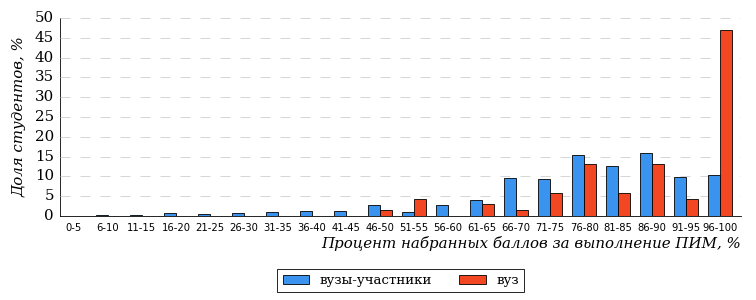 Доля студентов, %
50
45
40
35
30
25
20
15
10
5
0
0-5 6-10 11-15 16-20 21-25 26-30 31-35 36-40 41-45 46-50 51-55 56-60 61-65 66-70 71-75 76-80 81-85 86-90 91-95 96-100
Процент набранных баллов за выполнение ПИМ, %
вузы-участники вуз